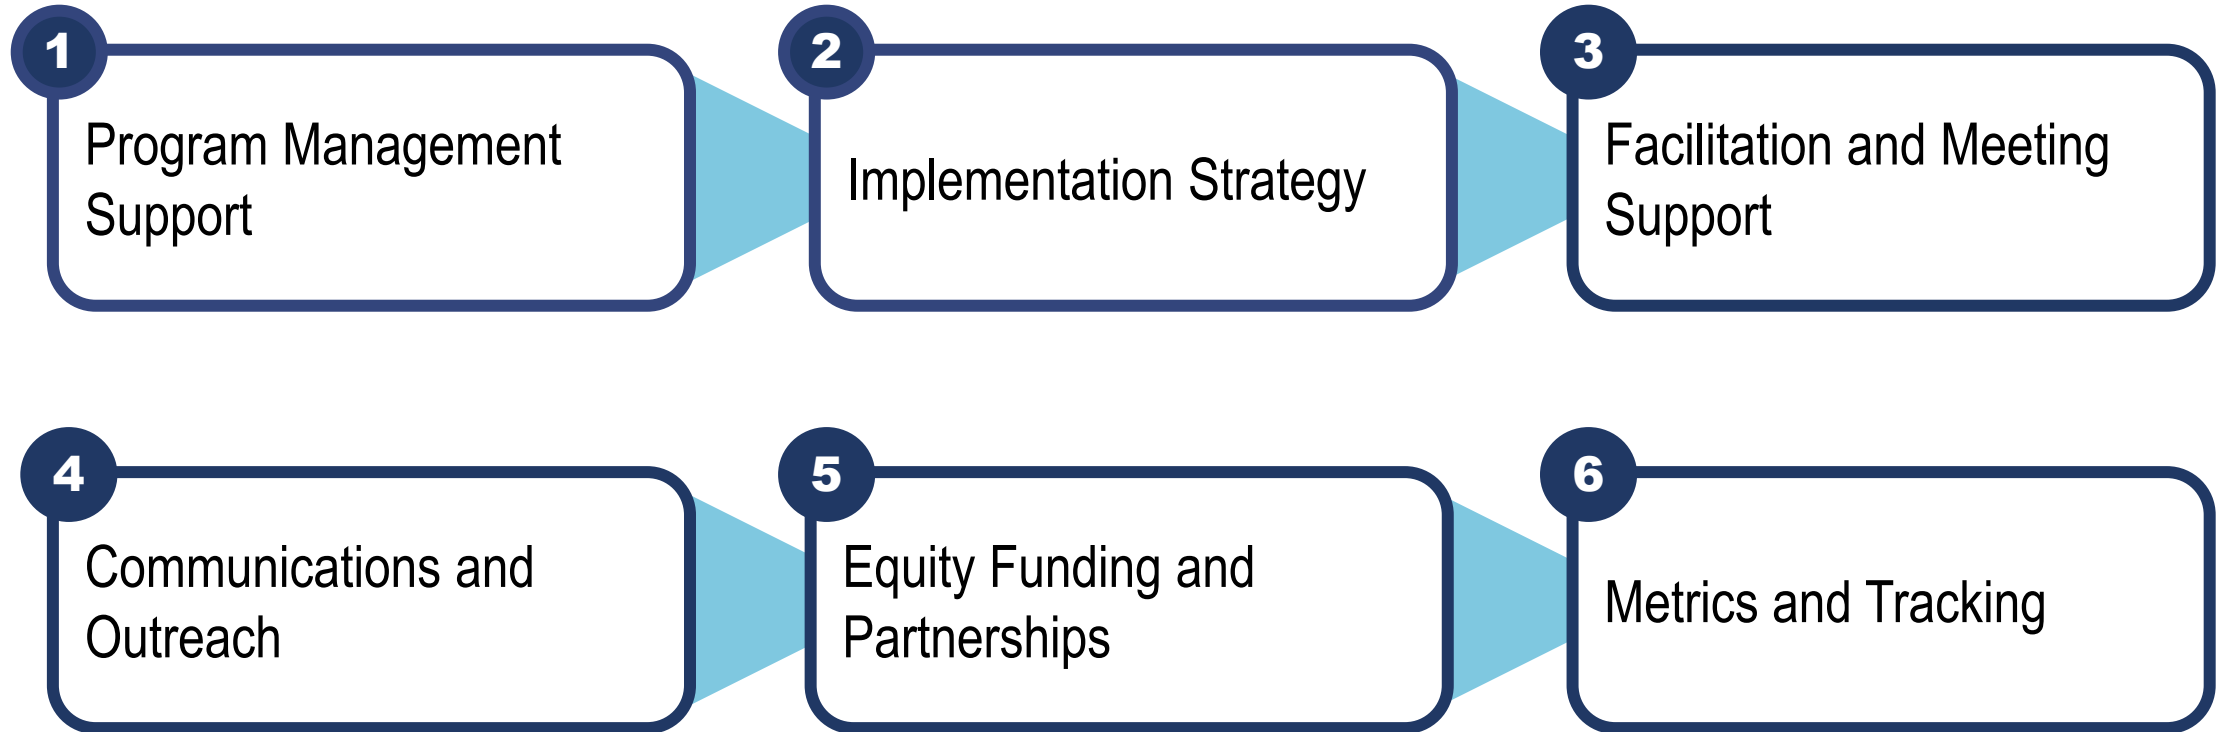 1
Program Management
Support
2
Implementation Strategy
3
Facilitation and Meeting
Support
4
Communications and
Outreach
5
Equity Funding and
Partnerships
6
Metrics and Tracking